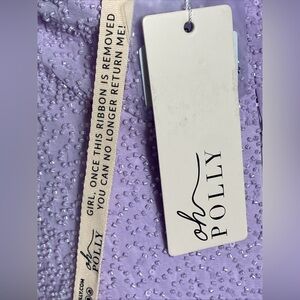 GIRL, ONCE THIS RIBBON IS REMOVED
YOU CAN NO LONGER RETURN ME!
oh
POLLY
oh
POLLY